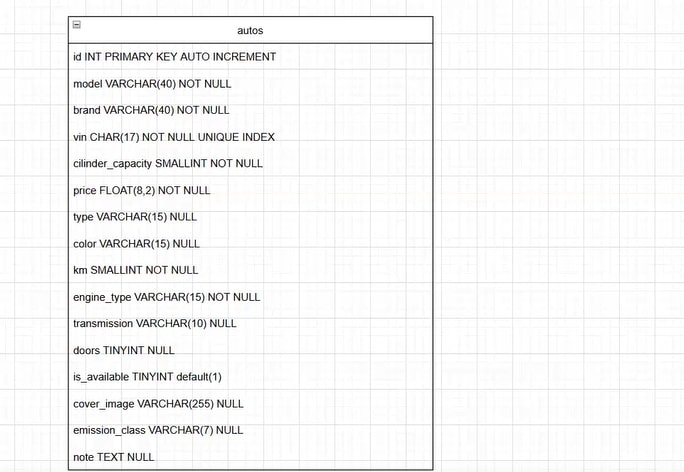 autos
id INT PRIMARY KEY AUTO INCREMENT
model VARCHAR(40) NOT NULL
brand VARCHAR(40) NOT NULL
vin CHAR(17) NOT NULL UNIQUE INDEX
cilinder_capacity SMALLINT NOT NULL
price FLOAT(8,2) NOT NULL
type VARCHAR(15) NULL
color VARCHAR(15) NULL
km SMALLINT NOT NULL
engine_type VARCHAR(15) NOT NULL
transmission VARCHAR(10) NULL
doors TINYINT NULL
is_available TINYINT default(1)
cover_image VARCHAR(255) NULL
emission_class VARCHAR(7) NULL
note TEXT NULL